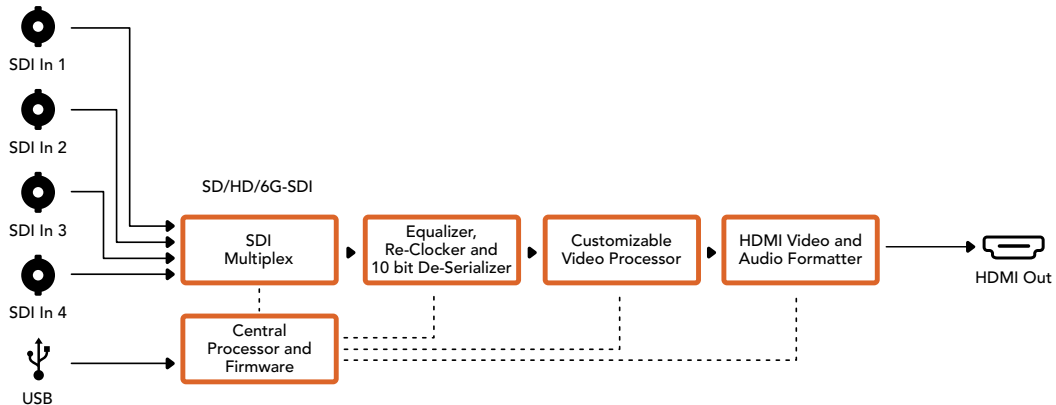 SDI In 1
SDI In 2
SDI In 3
SDI In 4
USB
SD/HD/6G-SDI
SDI
Multiplex
Equalizer,
Re-Clocker and
10 bit De-Serializer
Customizable
Video Processor
HDMI Video and
Audio Formatter
HDMI Out
Central
Processor and
Firmware